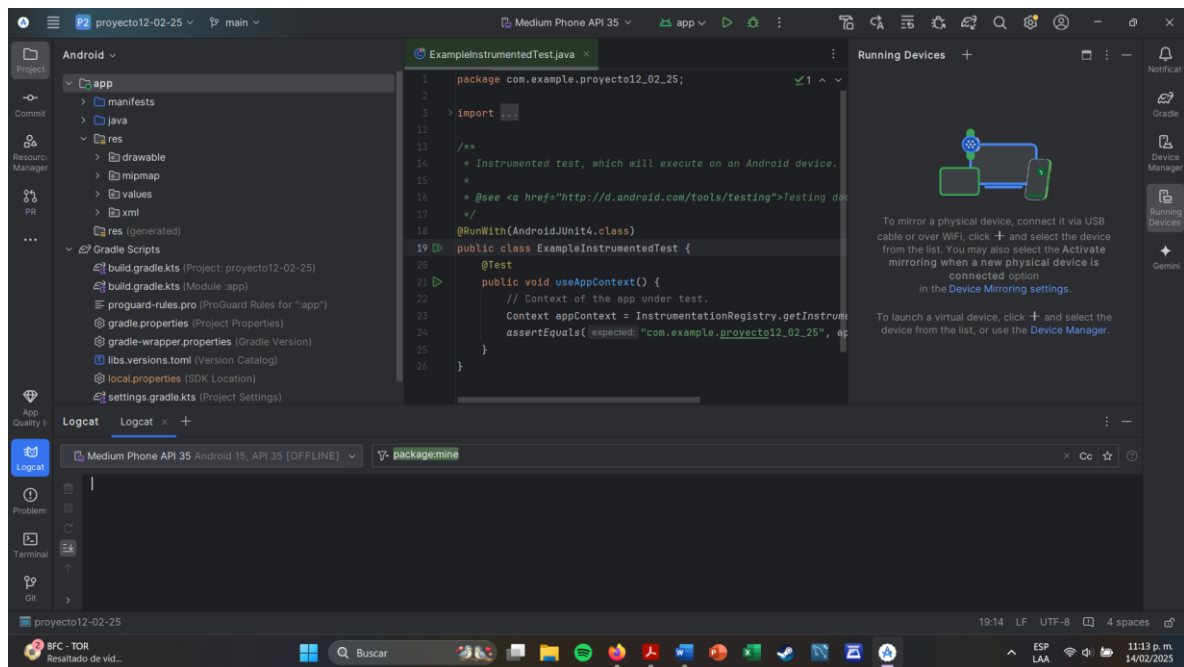 P2 proyecto12-02-25 main Medium Phone API 35 app
Project
Commit
Resourc
Manager
PR
Android
app
manifests
java
res
drawable
mipmap
values
xml
res (generated)
Gradle Scripts
build.gradle.kts (Project: proyecto12-02-25)
build.gradle.kts (Module :app)
proguard-rules.pro (ProGuard Rules for ":app")
gradle.properties (Project Properties)
gradle-wrapper.properties (Gradle Version)
libs.versions.toml (Version Catalog)
local.properties (SDK Location)
settings.gradle.kts (Project Settings)
ExampleInstrumentedTest.java
1 package com.example.proyecto12_02_25; 1
2
3 import ...
12
13 /**
14 * Instrumented test, which will execute on an Android device.
15 *
16 * @see <a href="http://d.android.com/tools/testing">Testing do
17 */
18 @RunWith(AndroidJUnit4.class)
19 public class ExampleInstrumentedTest {
20 @Test
21 public void useAppContext() {
22 // Context of the app under test.
23 Context appContext = InstrumentationRegistry.getInstrume
24 assertEquals( expected: "com.example.proyecto12_02_25", ap
25 }
26 }
Running Devices
To mirror a physical device, connect it via USB
cable or over WiFi, click + and select the device
from the list. You may also select the Activate
mirroring when a new physical device is
connected option
in the Device Mirroring settings.
To launch a virtual device, click + and select the
device from the list, or use the Device Manager.
Notificat
Gradle
Device
Manager
Running
Devices
Gemini
App
Quality I
Logcat
Problem
Terminal
Git
Logcat Logcat
Medium Phone API 35 Android 15, API 35 [OFFLINE] package:mine Cc
proyecto12-02-25 19:14 LF UTF-8 4 spaces
2 BFC - TOR
Resaltado de víd...
Buscar
ESP
LAA
11:13 p. m.
14/02/2025